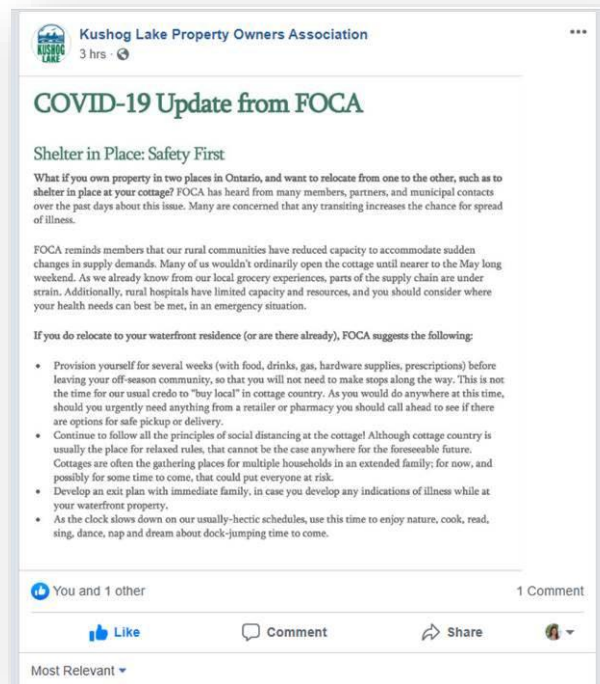 Kushog Lake Property Owners Association
3 hrs ·
KUSHOG
LAKE
COVID-19 Update from FOCA
Shelter in Place: Safety First
What if you own property in two places in Ontario, and want to relocate from one to the other, such as to
shelter in place at your cottage? FOCA has heard from many members, partners, and municipal contacts
over the past days about this issue. Many are concerned that any transiting increases the chance for spread
of illness.
FOCA reminds members that our rural communities have reduced capacity to accommodate sudden
changes in supply demands. Many of us wouldn't ordinarily open the cottage until nearer to the May long
weekend. As we already know from our local grocery experiences, parts of the supply chain are under
strain. Additionally, rural hospitals have limited capacity and resources, and you should consider where
your health needs can best be met, in an emergency situation.
If you do relocate to your waterfront residence (or are there already), FOCA suggests the following:
• Provision yourself for several weeks (with food, drinks, gas, hardware supplies, prescriptions) before
leaving your off-season community, so that you will not need to make stops along the way. This is not
the time for our usual credo to "buy local" in cottage country. As you would do anywhere at this time,
should you urgently need anything from a retailer or pharmacy you should call ahead to see if there
are options for safe pickup or delivery.
• Continue to follow all the principles of social distancing at the cottage! Although cottage country is
usually the place for relaxed rules, that cannot be the case anywhere for the foreseeable future.
Cottages are often the gathering places for multiple households in an extended family; for now, and
possibly for some time to come, that could put everyone at risk.
• Develop an exit plan with immediate family, in case you develop any indications of illness while at
your waterfront property.
• As the clock slows down on our usually-hectic schedules, use this time to enjoy nature, cook, read,
sing, dance, nap and dream about dock-jumping time to come.
You and 1 other 1 Comment
Like Comment Share
Most Relevant